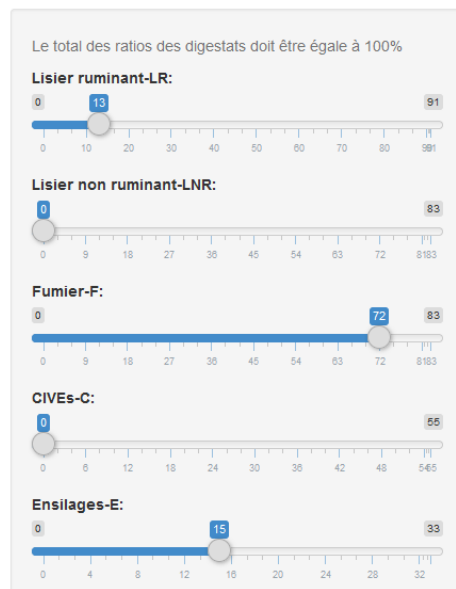 Le total des ratios des digestats doit être égale à 100%
Lisier ruminant-LR:
0 13 91
0 10 20 30 40 50 60 70 80 9091
Lisier non ruminant-LNR:
0 83
0 9 18 27 36 45 54 63 72 8183
Fumier-F:
0 72 83
0 9 18 27 36 45 54 63 72 8183
CIVEs-C:
0 55
0 6 12 18 24 30 36 42 48 5455
Ensilages-E:
0 15 33
0 4 8 12 16 20 24 28 32